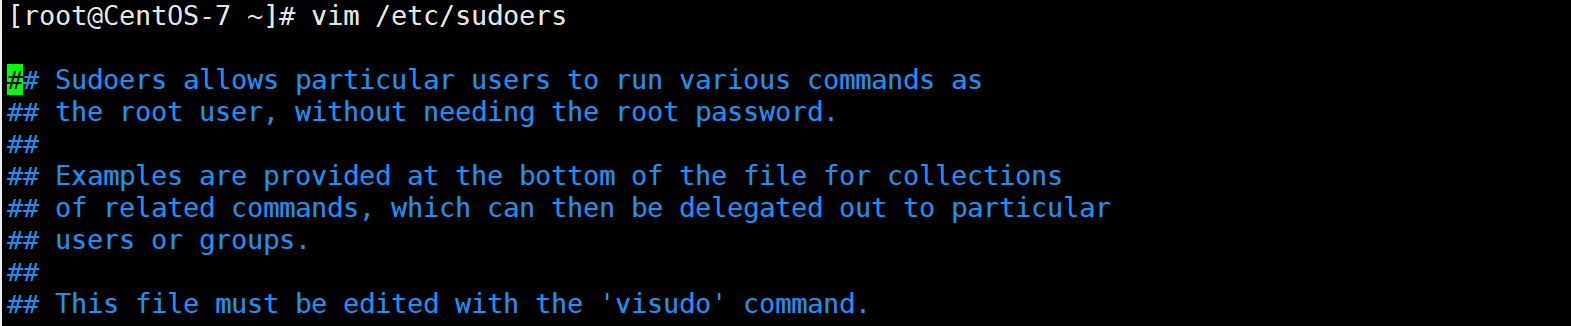 [root@CentOS-7 ~]# vim /etc/sudoers
## Sudoers allows particular users to run various commands as
## the root user, without needing the root password.
##
## Examples are provided at the bottom of the file for collections
## of related commands, which can then be delegated out to particular
## users or groups.
##
## This file must be edited with the 'visudo' command.